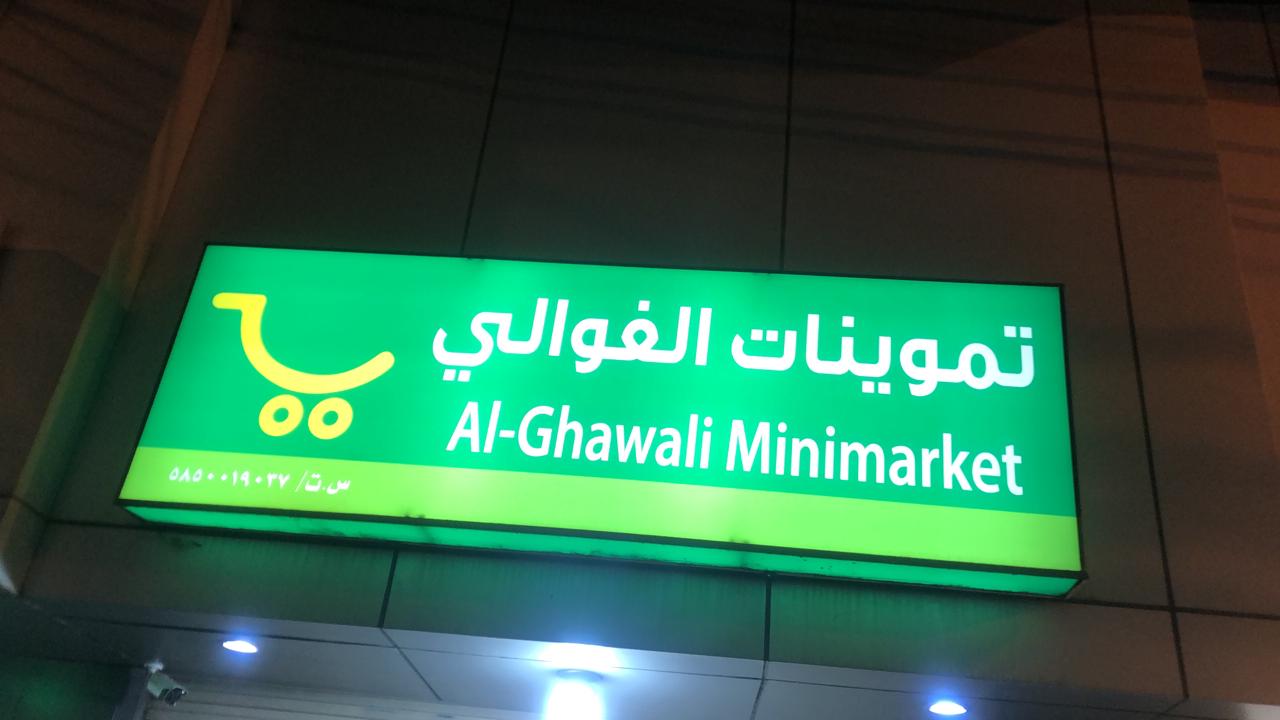 تموينات الغوالي
Al-Ghawali Minimarket
س.ت/ ٥٨٥٠٠١٩٠٣٧